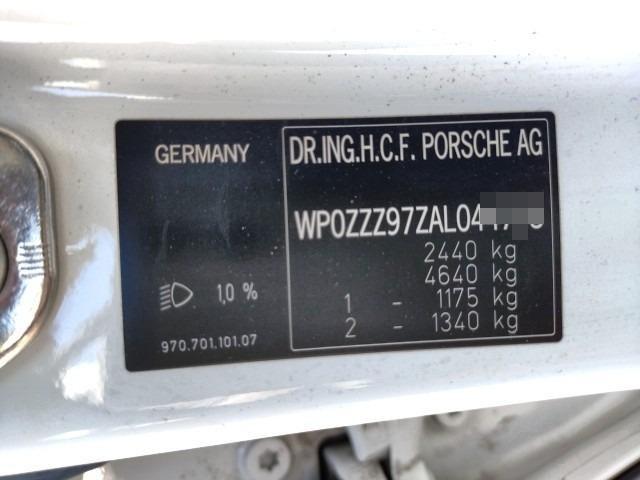 GERMANY
1,0 %
970.701.101.07
DR.ING.H.C.F. PORSCHE AG
2440 kg
4640 kg
1 - 1175 kg
2 - 1340 kg